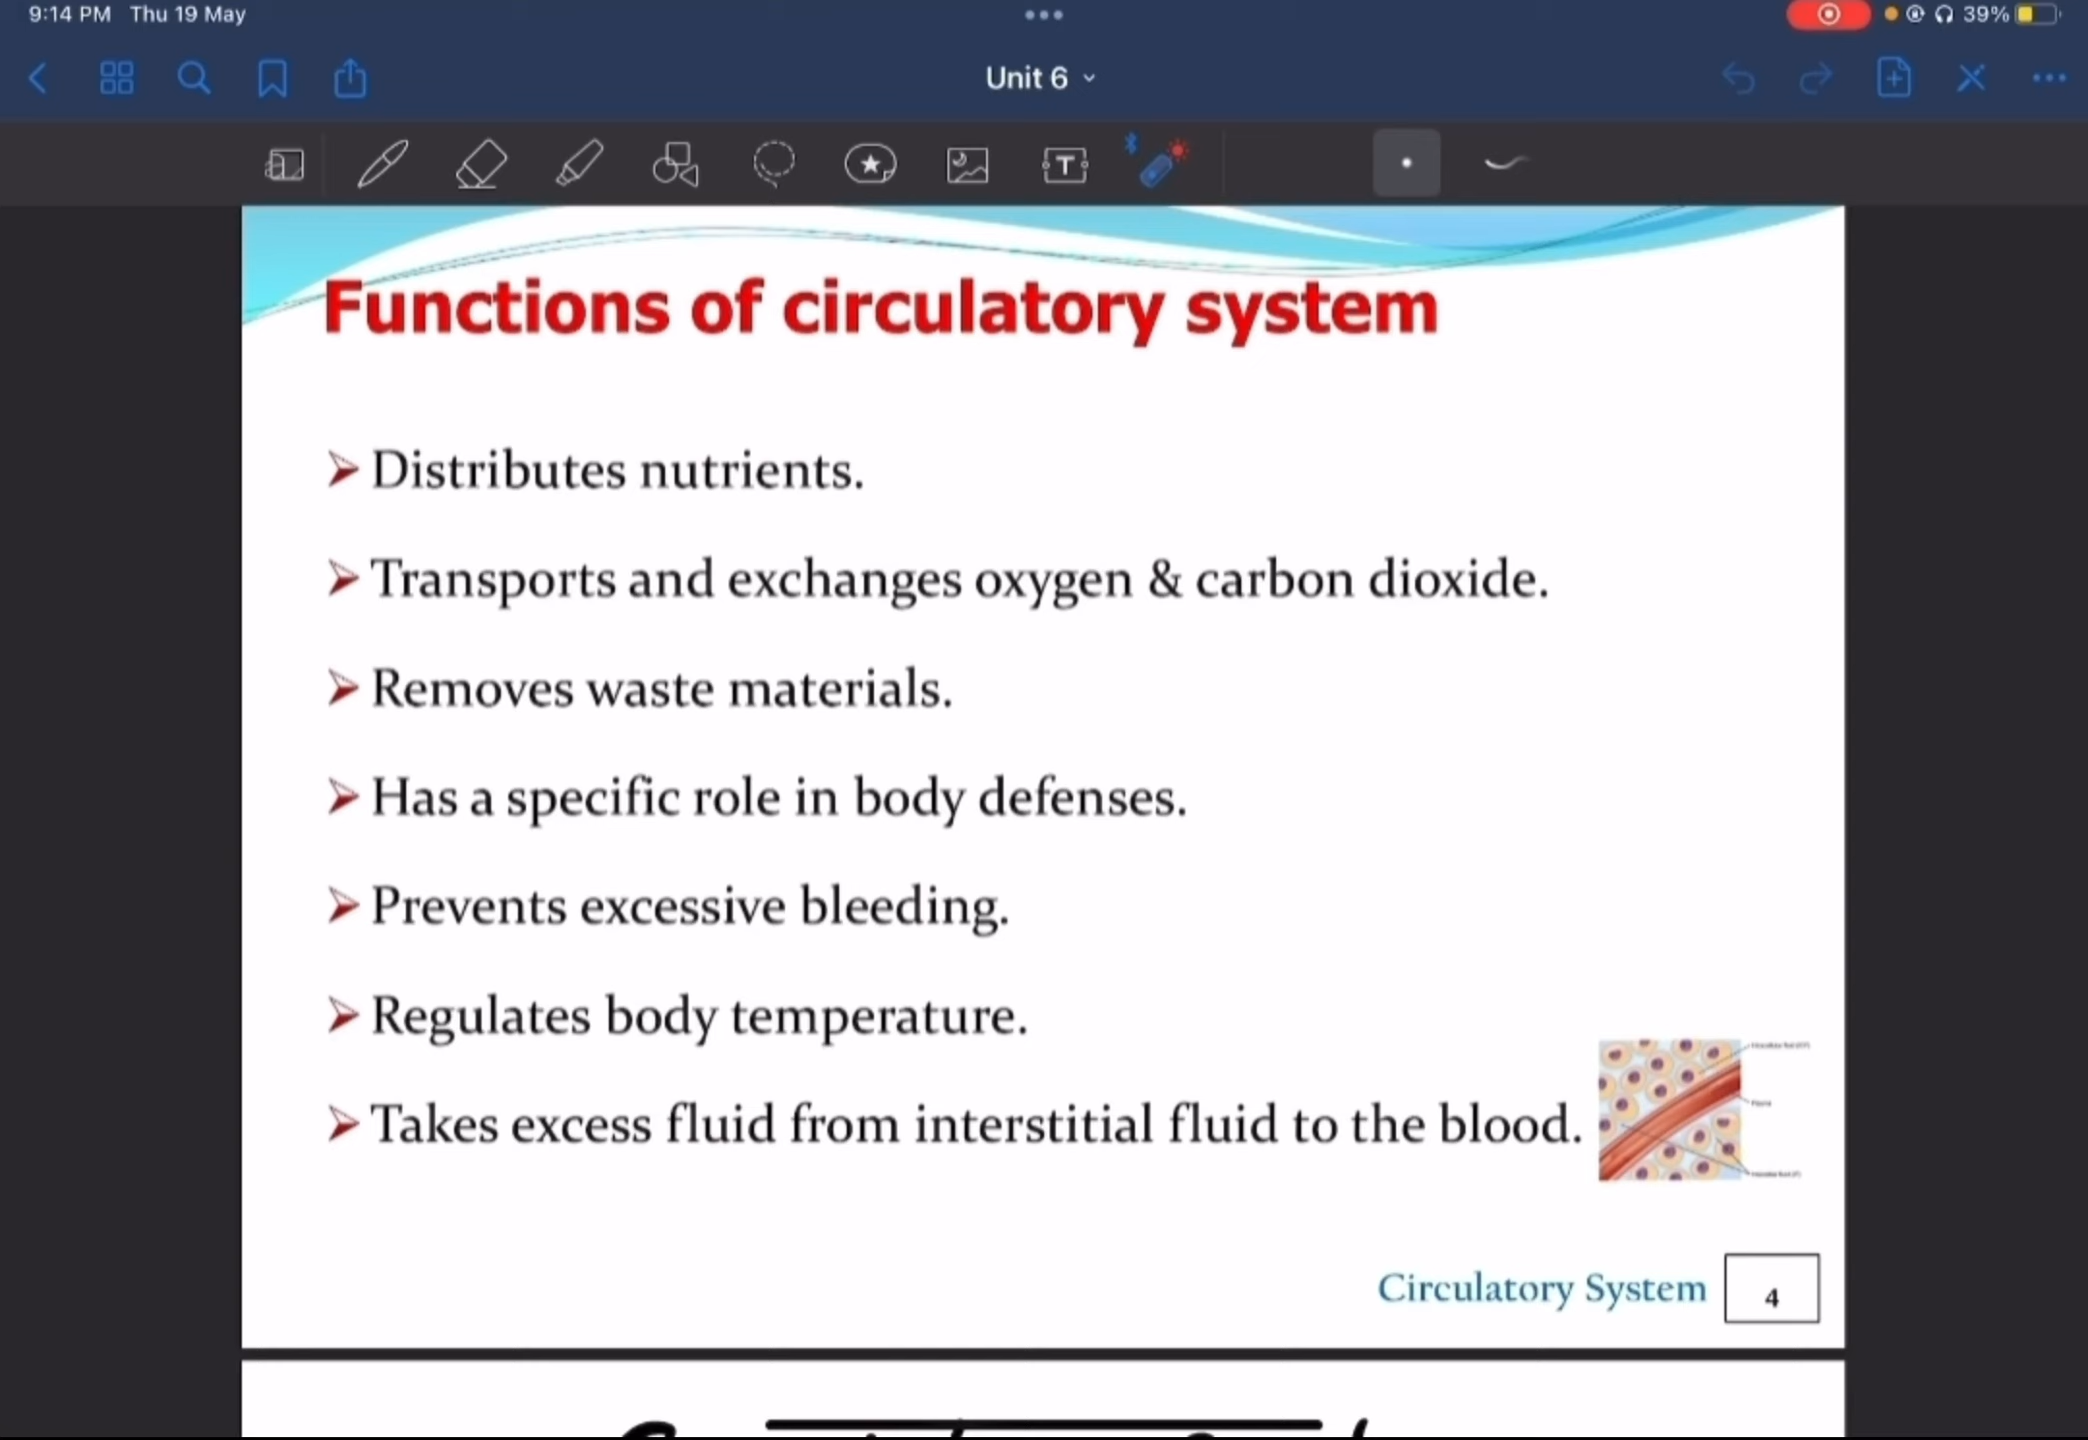 9:14 PM Thu 19 May
39%
Unit 6
T
Functions of circulatory system
Distributes nutrients.
Transports and exchanges oxygen & carbon dioxide.
Removes waste materials.
Has a specific role in body defenses.
Prevents excessive bleeding.
Regulates body temperature.
Takes excess fluid from interstitial fluid to the blood.
Circulatory System 4